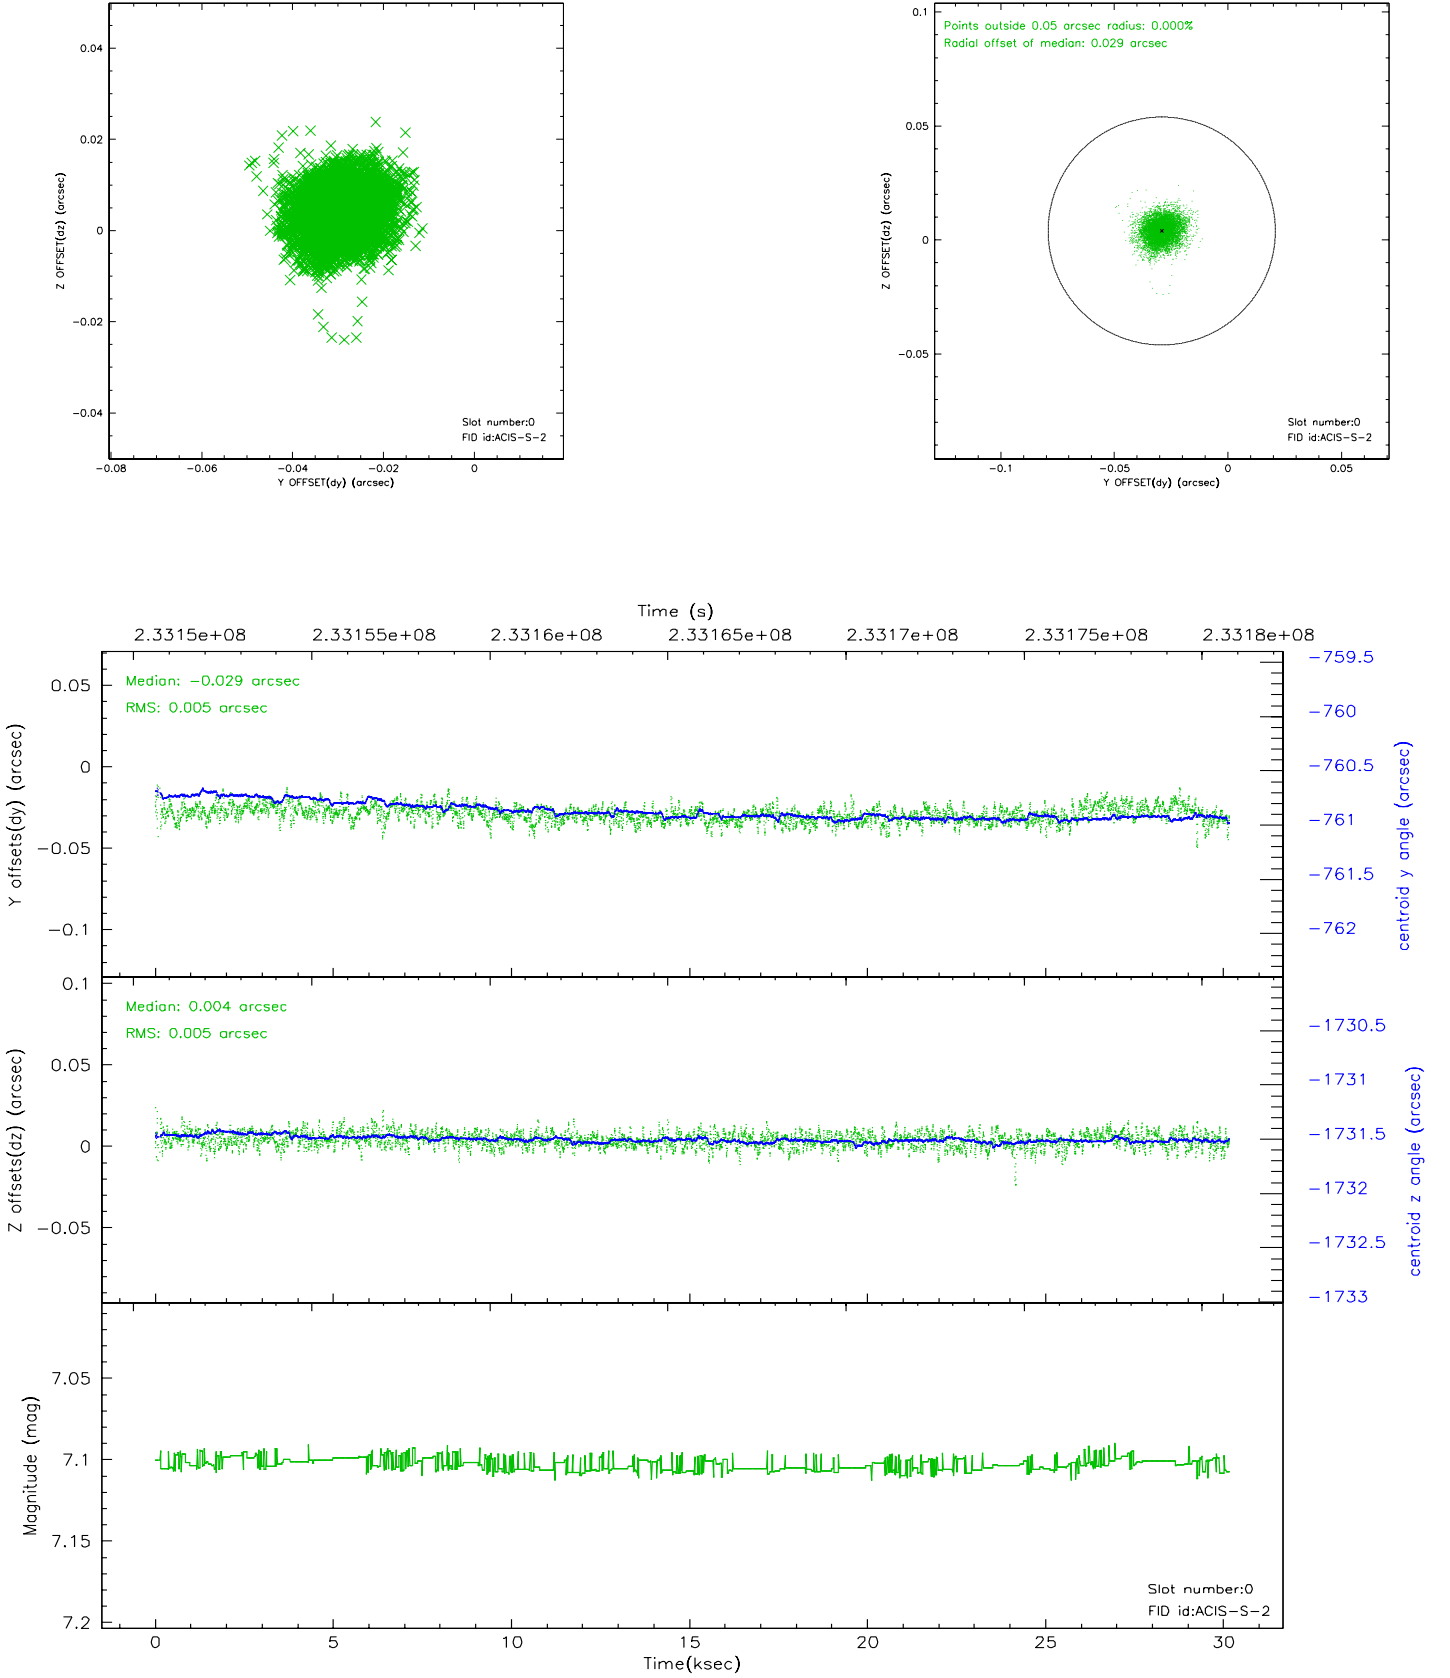 0.04
0.02
0
-0.02
-0.04
Z OFFSET(dz) (arcsec)
Slot number:0
FID id:ACIS-S-2
-0.08 -0.06 -0.04 -0.02 0
Y OFFSET(dy) (arcsec)
0.1
0.05
0
-0.05
Z OFFSET(dz) (arcsec)
Points outside 0.05 arcsec radius: 0.000%
Radial offset of median: 0.029 arcsec
Slot number:0
FID id:ACIS-S-2
-0.1 -0.05 0 0.05
Y OFFSET(dy) (arcsec)
Time (s)
2.3315e+08 2.33155e+08 2.3316e+08 2.33165e+08 2.3317e+08 2.33175e+08 2.3318e+08
0.05
0
-0.05
-0.1
Y offsets(dy) (arcsec)
Median: -0.029 arcsec
RMS: 0.005 arcsec
-759.5
-760
-760.5
-761
-761.5
-762
centroid y angle (arcsec)
0.1
0.05
0
-0.05
Z offsets(dz) (arcsec)
Median: 0.004 arcsec
RMS: 0.005 arcsec
-1730.5
-1731
-1731.5
-1732
-1732.5
-1733
centroid z angle (arcsec)
7.05
7.1
7.15
7.2
Magnitude (mag)
Slot number:0
FID id:ACIS-S-2
0 5 10 15 20 25 30
Time(ksec)